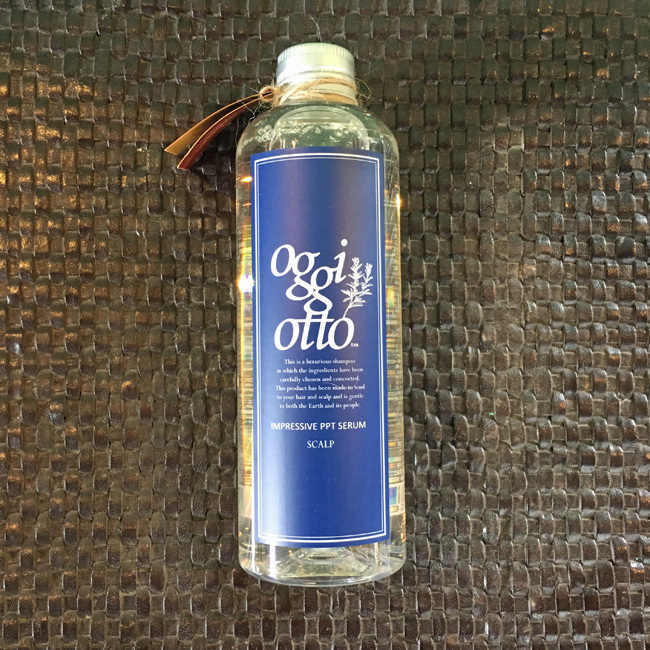 oggi
otto
tm
This is a luxurious shampoo
in which the ingredients have been
carefully chosen and concocted.
This product has been made to tend
to your hair and scalp and is gentle
to both the Earth and its people.
IMPRESSIVE PPT SERUM
SCALP